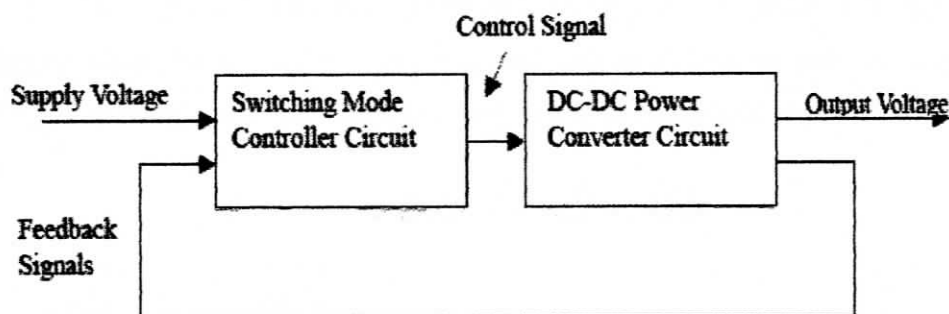 Control Signal
Supply Voltage
Switching Mode
Controller Circuit
DC-DC Power
Converter Circuit
Output Voltage
Feedback
Signals